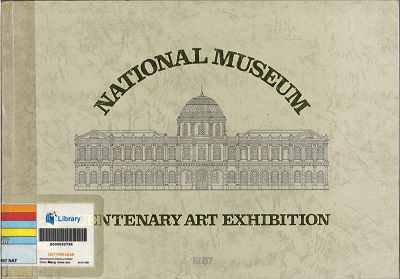 NATIONAL MUSEUM
ENTENARY ART EXHIBITION
1987
Library
NOT FOR LOAN